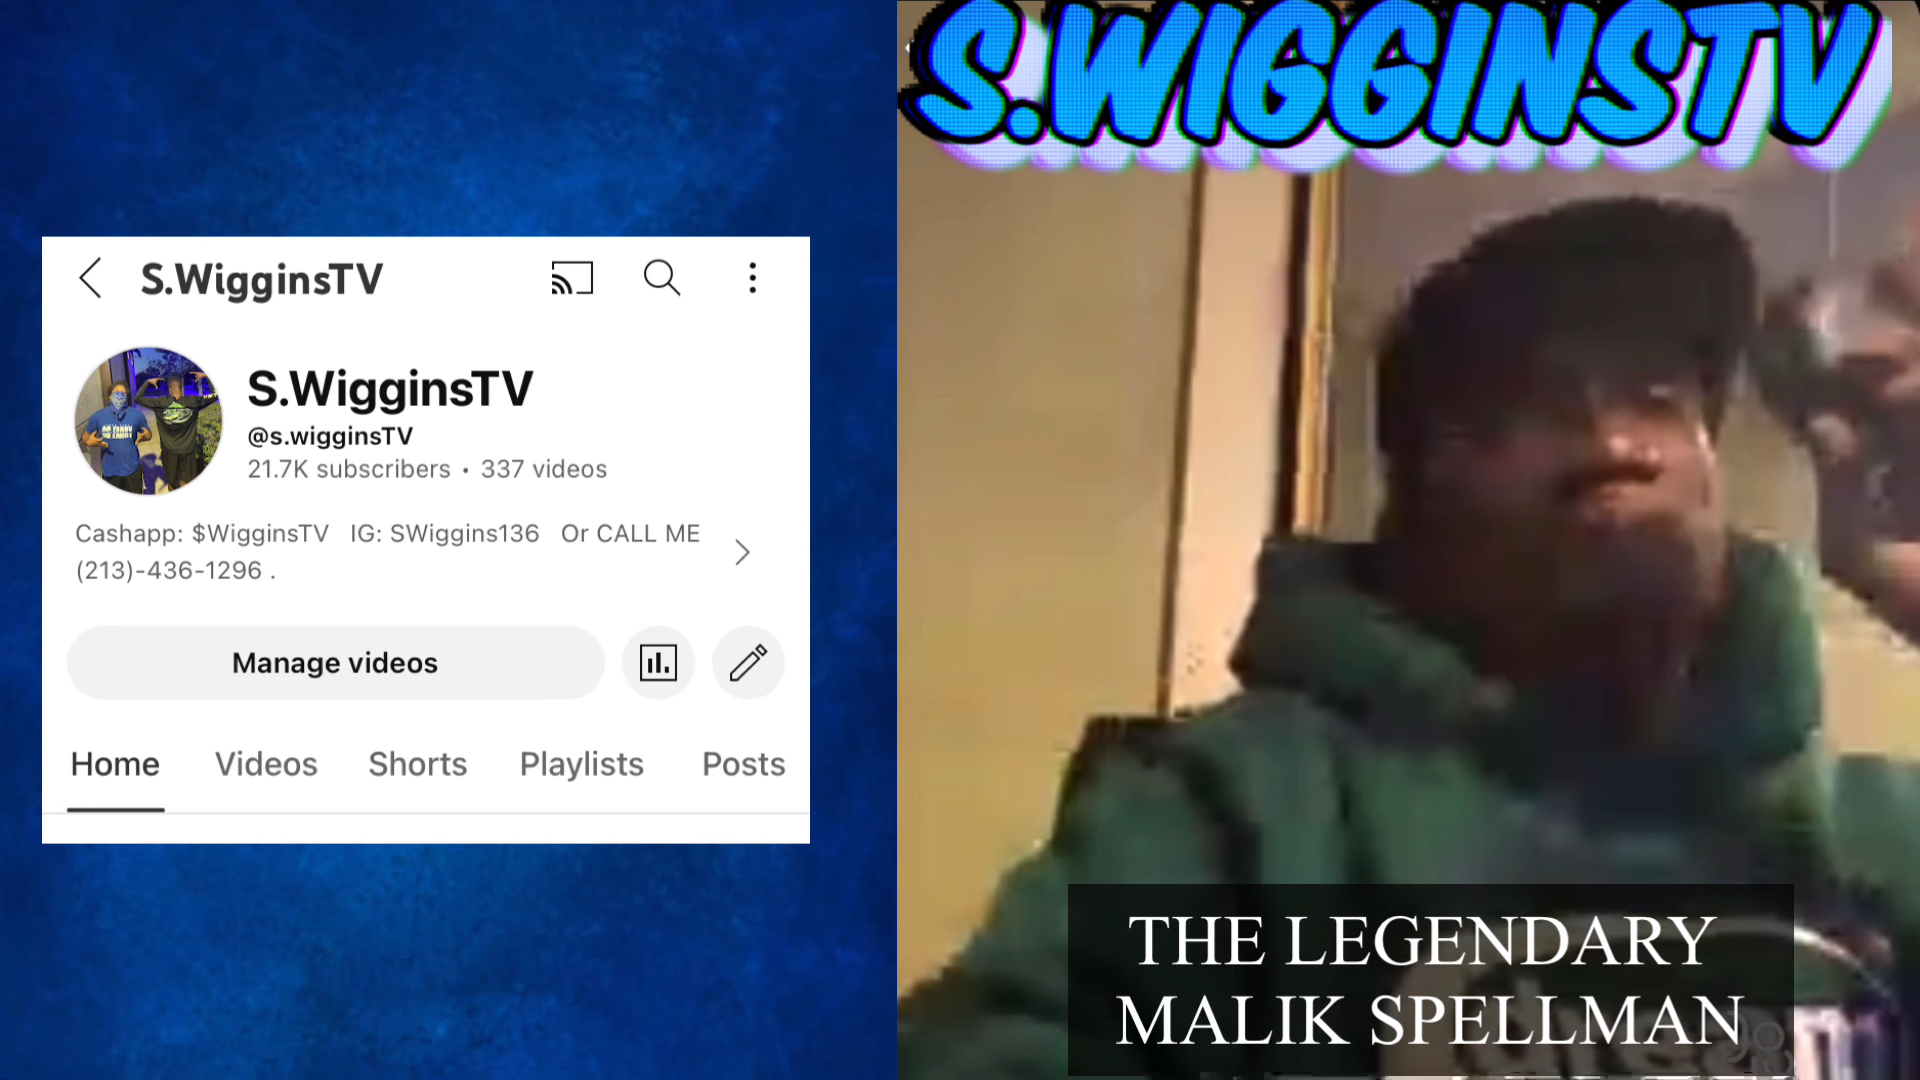 S.WigginsTV
S.WigginsTV
@s.wigginsTV
21.7K subscribers • 337 videos
Cashapp: $WigginsTV IG: SWiggins136 Or CALL ME
(213)-436-1296 .
Manage videos
Home Videos Shorts Playlists Posts
S.WIGGINSTV
THE LEGENDARY
MALIK SPELLMAN